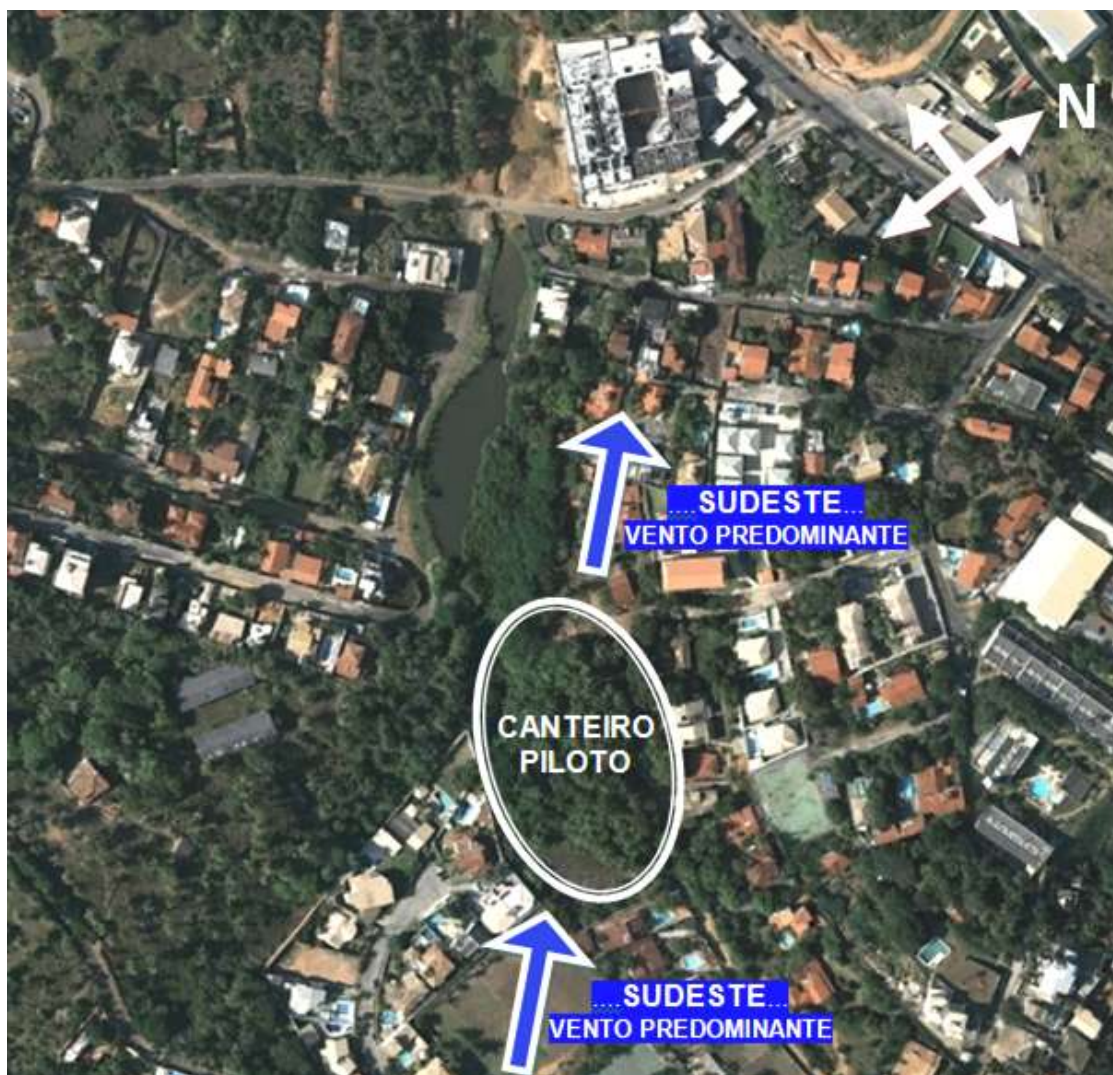 N
....SUDESTE...
VENTO PREDOMINANTE
CANTEIRO
PILOTO
....SUDESTE...
VENTO PREDOMINANTE